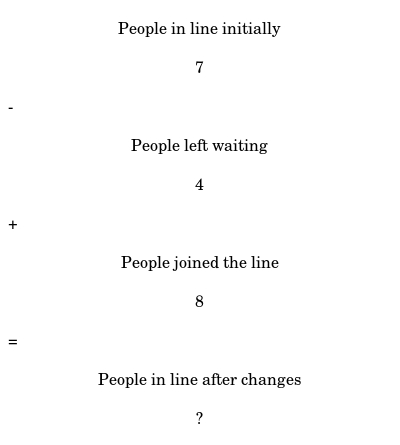 People in line initially
7
-
People left waiting
4
+
People joined the line
8
=
People in line after changes
?